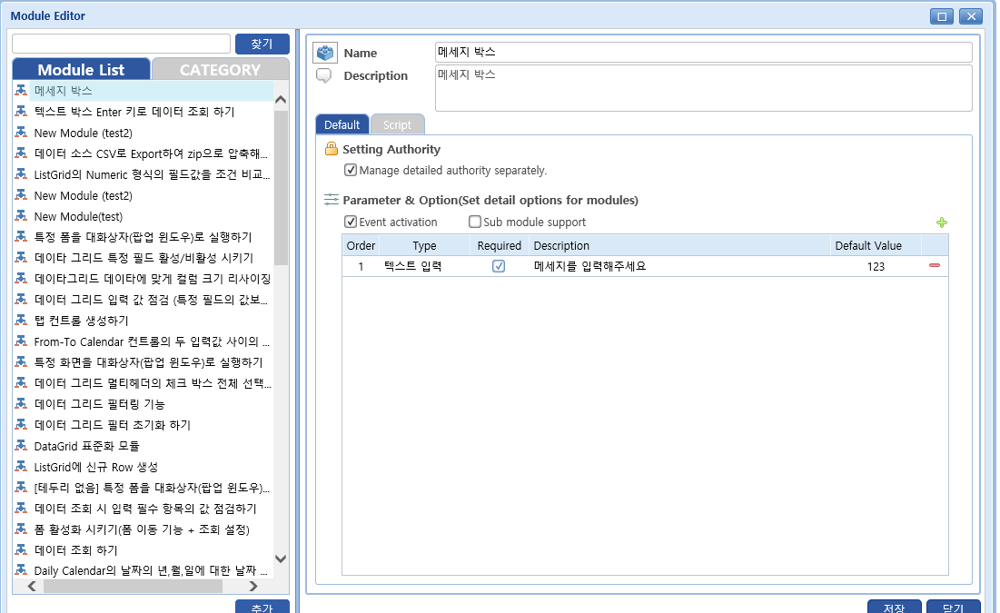 Module Editor
찾기
Module List
CATEGORY
메세지 박스
텍스트 박스 Enter 키로 데이터 조회 하기
New Module (test2)
데이터 소스 CSV로 Export하여 zip으로 압축해...
ListGrid의 Numeric 형식의 필드값을 조건 비교...
New Module (test2)
New Module(test)
특정 폼을 대화상자(팝업 윈도우)로 실행하기
데이타 그리드 특정 필드 활성/비활성 시키기
데이타그리드 데이타에 맞게 컬럼 크기 리사이징
데이터 그리드 입력 값 점검 (특정 필드의 값보...
탭 컨트롤 생성하기
From-To Calendar 컨트롤의 두 입력값 사이의 ...
특정 화면을 대화상자(팝업 윈도우)로 실행하기
데이터 그리드 멀티헤더의 체크 박스 전체 선택...
데이터 그리드 필터링 기능
데이터 그리드 필터 초기화 하기
DataGrid 표준화 모듈
ListGrid에 신규 Row 생성
[테두리 없음] 특정 폼을 대화상자(팝업 윈도우)...
데이터 조회 시 입력 필수 항목의 값 점검하기
폼 활성화 시키기(폼 이동 기능 + 조회 설정)
데이터 조회 하기
Daily Calendar의 날짜의 년,월,일에 대한 날짜 ...
추가
Name
메세지 박스
Description
메세지 박스
Default
Script
Setting Authority
Manage detailed authority separately.
Parameter & Option(Set detail options for modules)
Event activation
Sub module support
Order Type Required Description Default Value
1 텍스트 입력 메세지를 입력해주세요 123
저장
닫기